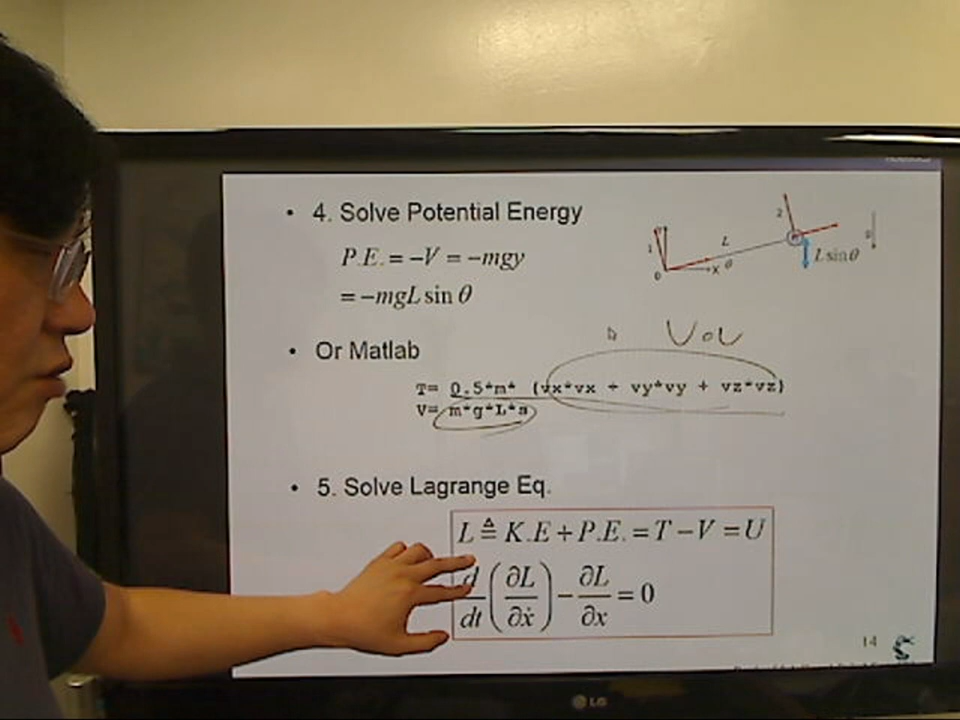 • 4. Solve Potential Energy
P.E. = −V = −mgy
= −mgL sin θ
1 0 L x θ 2 g
L sin θ
• Or Matlab
V o U
T= 0.5*m* (vx*vx + vy*vy + vz*vz)
V= m*g*L*s
• 5. Solve Lagrange Eq.
L ≜ K.E + P.E. = T − V = U
d/dt (∂L/∂ẋ) − ∂L/∂x = 0
14
LG